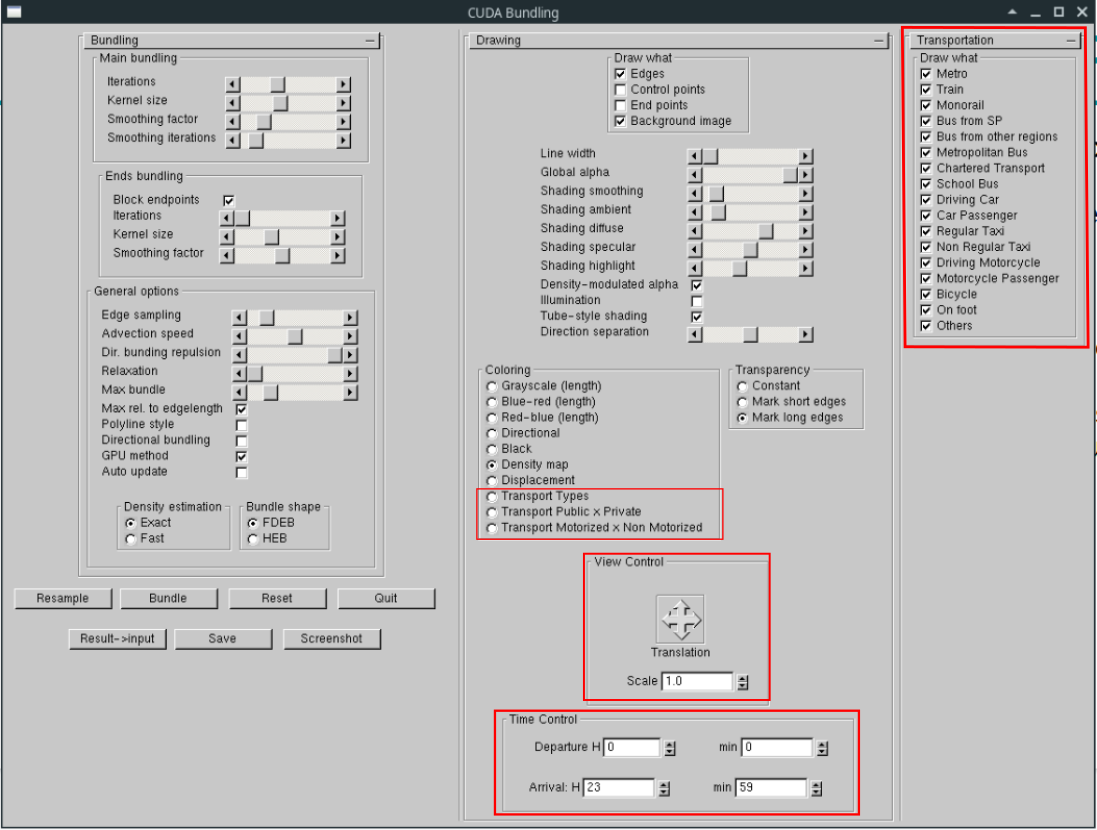 CUDA Bundling
Bundling
Main bundling
Iterations
Kernel size
Smoothing factor
Smoothing iterations
Ends bundling
Block endpoints
Iterations
Kernel size
Smoothing factor
General options
Edge sampling
Advection speed
Dir. bunding repulsion
Relaxation
Max bundle
Max rel. to edgelength
Polyline style
Directional bundling
GPU method
Auto update
Density estimation
Exact
Fast
Bundle shape
FDEB
HEB
Resample
Bundle
Reset
Quit
Result->input
Save
Screenshot
Drawing
Draw what
Edges
Control points
End points
Background image
Line width
Global alpha
Shading smoothing
Shading ambient
Shading diffuse
Shading specular
Shading highlight
Density-modulated alpha
Illumination
Tube-style shading
Direction separation
Coloring
Grayscale (length)
Blue-red (length)
Red-blue (length)
Directional
Black
Density map
Displacement
Transport Types
Transport Public x Private
Transport Motorized x Non Motorized
Transparency
Constant
Mark short edges
Mark long edges
View Control
Translation
Scale 1.0
Time Control
Departure H 0 min 0
Arrival: H 23 min 59
Transportation
Draw what
Metro
Train
Monorail
Bus from SP
Bus from other regions
Metropolitan Bus
Chartered Transport
School Bus
Driving Car
Car Passenger
Regular Taxi
Non Regular Taxi
Driving Motorcycle
Motorcycle Passenger
Bicycle
On foot
Others